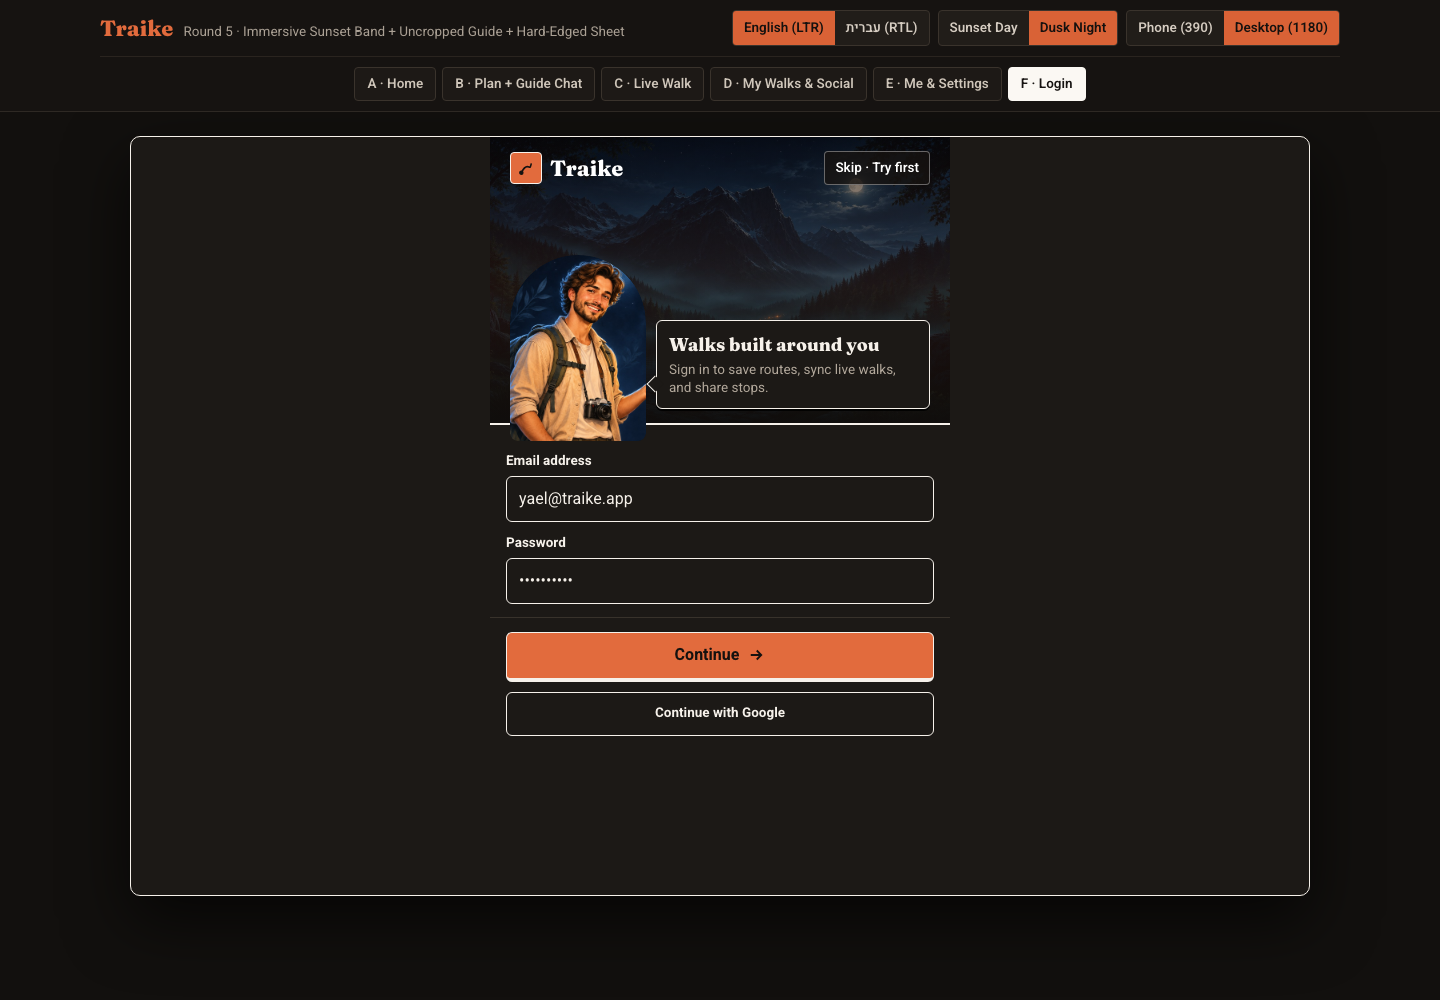 Traike Round 5 · Immersive Sunset Band + Uncropped Guide + Hard-Edged Sheet
English (LTR) עברית (RTL) Sunset Day Dusk Night Phone (390) Desktop (1180)
A · Home B · Plan + Guide Chat C · Live Walk D · My Walks & Social E · Me & Settings F · Login
Traike
Skip · Try first
Walks built around you
Sign in to save routes, sync live walks,
and share stops.
Email address
yael@traike.app
Password
••••••••••
Continue →
Continue with Google